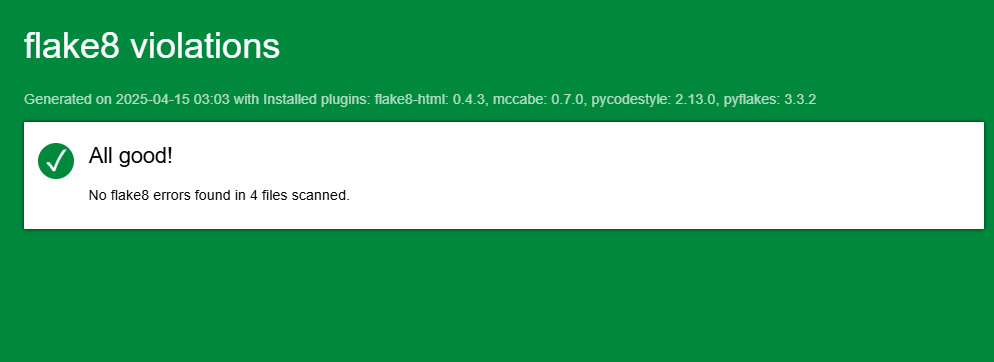 flake8 violations
Generated on 2025-04-15 03:03 with Installed plugins: flake8-html: 0.4.3, mccabe: 0.7.0, pycodestyle: 2.13.0, pyflakes: 3.3.2
All good!
No flake8 errors found in 4 files scanned.